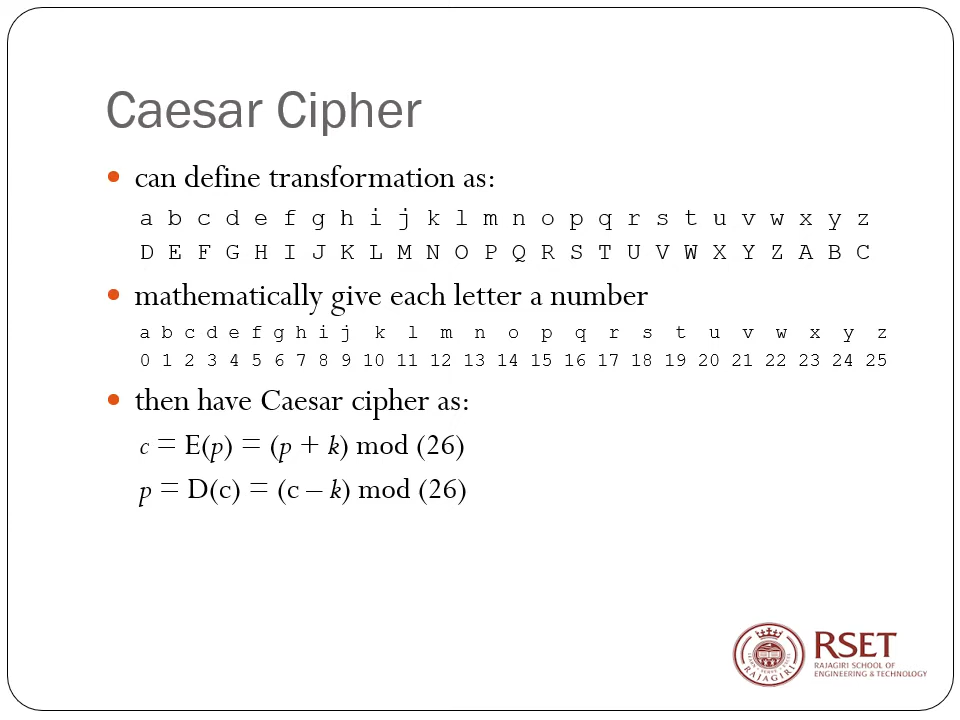 Caesar Cipher
• can define transformation as:
a b c d e f g h i j k l m n o p q r s t u v w x y z
D E F G H I J K L M N O P Q R S T U V W X Y Z A B C
• mathematically give each letter a number
a b c d e f g h i j k l m n o p q r s t u v w x y z
0 1 2 3 4 5 6 7 8 9 10 11 12 13 14 15 16 17 18 19 20 21 22 23 24 25
• then have Caesar cipher as:
c = E(p) = (p + k) mod (26)
p = D(c) = (c – k) mod (26)
RSET
RAJAGIRI SCHOOL OF
ENGINEERING & TECHNOLOGY
RAJAGIRI